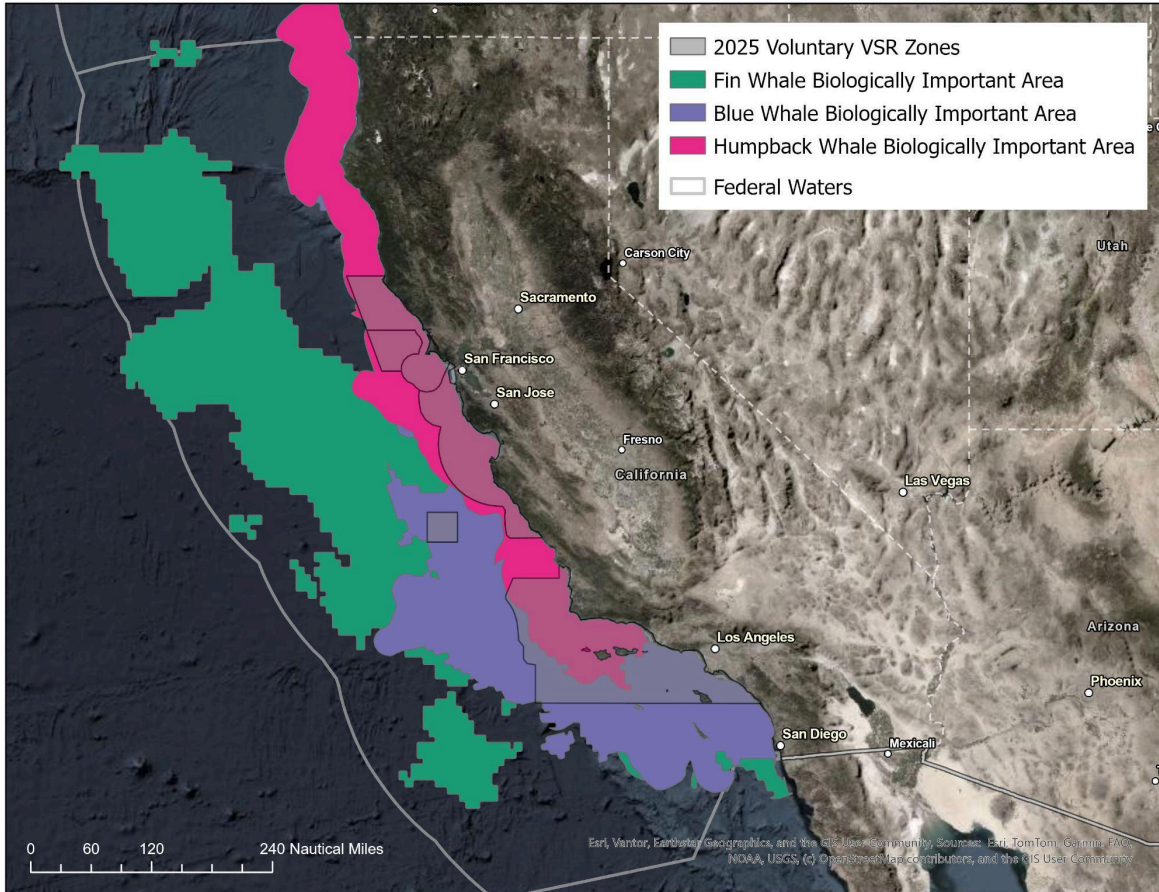 2025 Voluntary VSR Zones
Fin Whale Biologically Important Area
Blue Whale Biologically Important Area
Humpback Whale Biologically Important Area
Federal Waters
Carson City
Utah
Sacramento
San Francisco
San Jose
Fresno
California
Las Vegas
Los Angeles
Arizona
Phoenix
San Diego
Mexicali
0 60 120 240 Nautical Miles
Esri, Vantor, Earthstar Geographics, and the GIS User Community, Sources: Esri, TomTom, Garmin, FAO,
NOAA, USGS, (c) OpenStreetMap contributors, and the GIS User Community